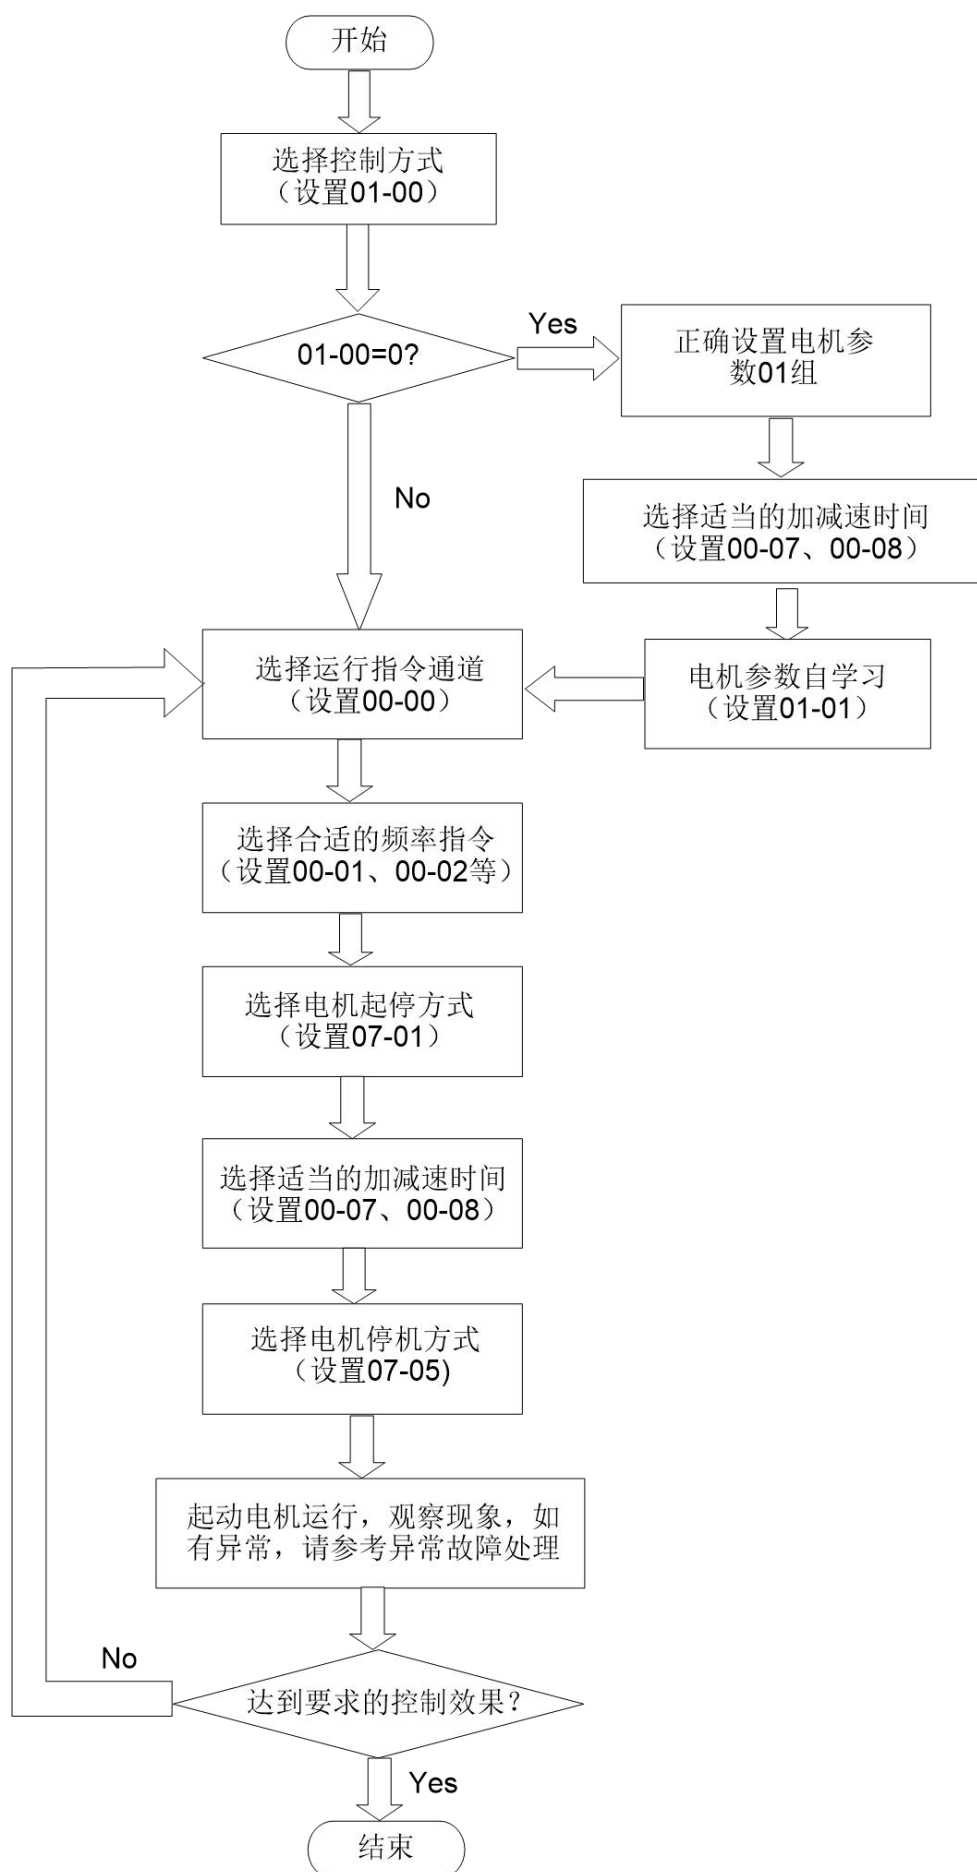 开始
选择控制方式
（设置01-00）
01-00=0?
Yes
正确设置电机参
数01组
No
选择适当的加减速时间
（设置00-07、00-08）
电机参数自学习
（设置01-01）
选择运行指令通道
（设置00-00）
选择合适的频率指令
（设置00-01、00-02等）
选择电机起停方式
（设置07-01）
选择适当的加减速时间
（设置00-07、00-08）
选择电机停机方式
（设置07-05)
起动电机运行，观察现象，如
有异常，请参考异常故障处理
No
达到要求的控制效果？
Yes
结束